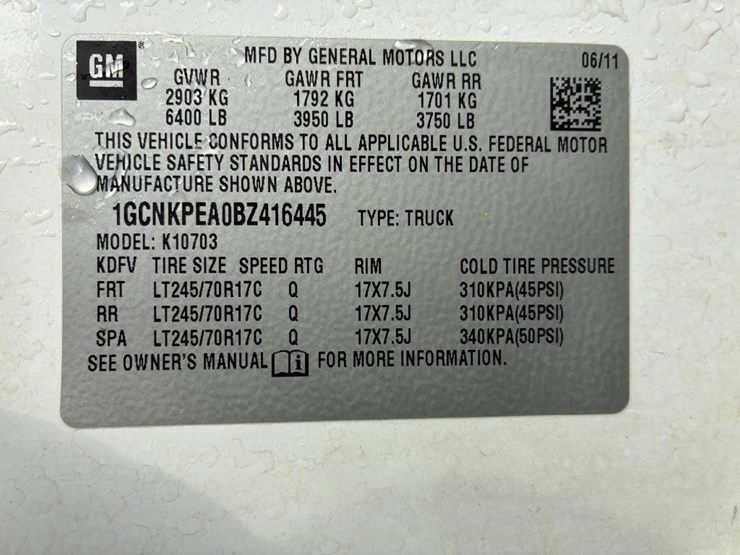 GM ®
MFD BY GENERAL MOTORS LLC 06/11
GVWR GAWR FRT GAWR RR
2903 KG 1792 KG 1701 KG
6400 LB 3950 LB 3750 LB
THIS VEHICLE CONFORMS TO ALL APPLICABLE U.S. FEDERAL MOTOR
VEHICLE SAFETY STANDARDS IN EFFECT ON THE DATE OF
MANUFACTURE SHOWN ABOVE.
1GCNKPEA0BZ416445 TYPE: TRUCK
MODEL: K10703
KDFV TIRE SIZE SPEED RTG RIM COLD TIRE PRESSURE
FRT LT245/70R17C Q 17X7.5J 310KPA(45PSI)
RR LT245/70R17C Q 17X7.5J 310KPA(45PSI)
SPA LT245/70R17C Q 17X7.5J 340KPA(50PSI)
SEE OWNER'S MANUAL i FOR MORE INFORMATION.